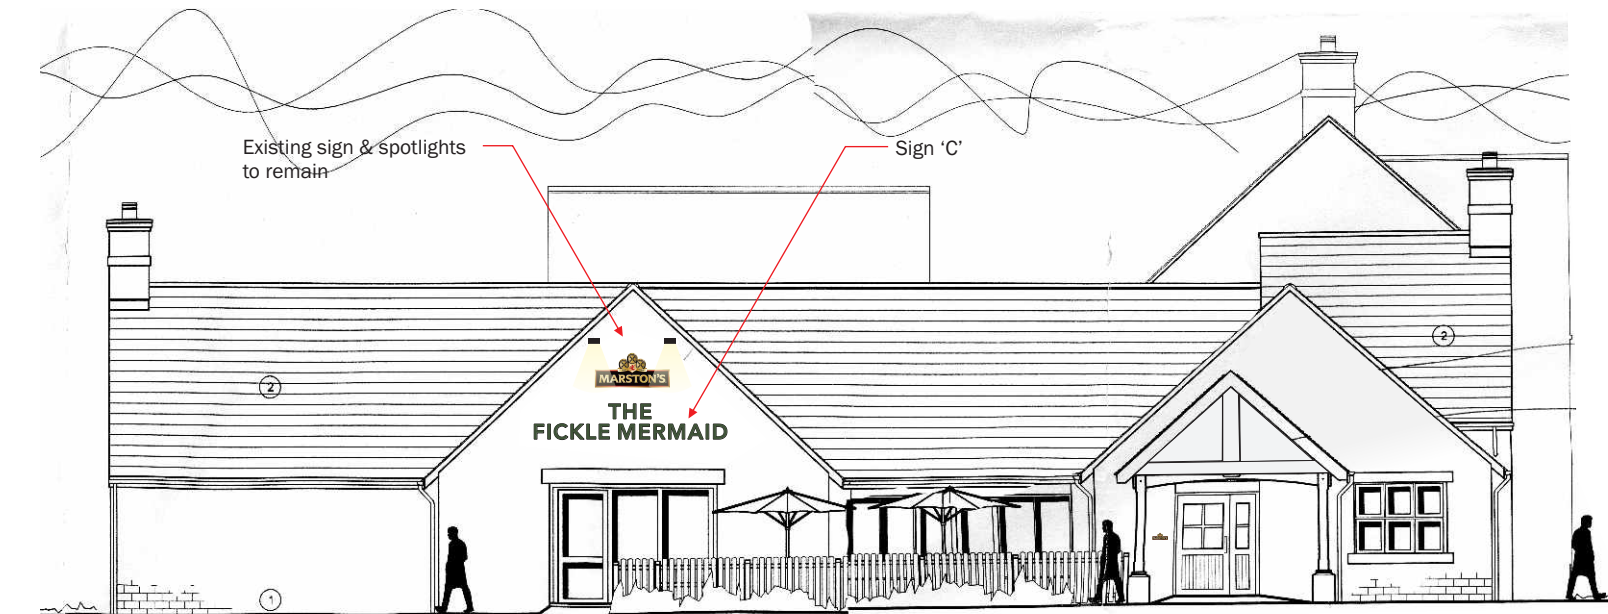 Existing sign & spotlights
to remain
Sign ‘C’
MARSTON'S
THE
FICKLE MERMAID
2
2
1